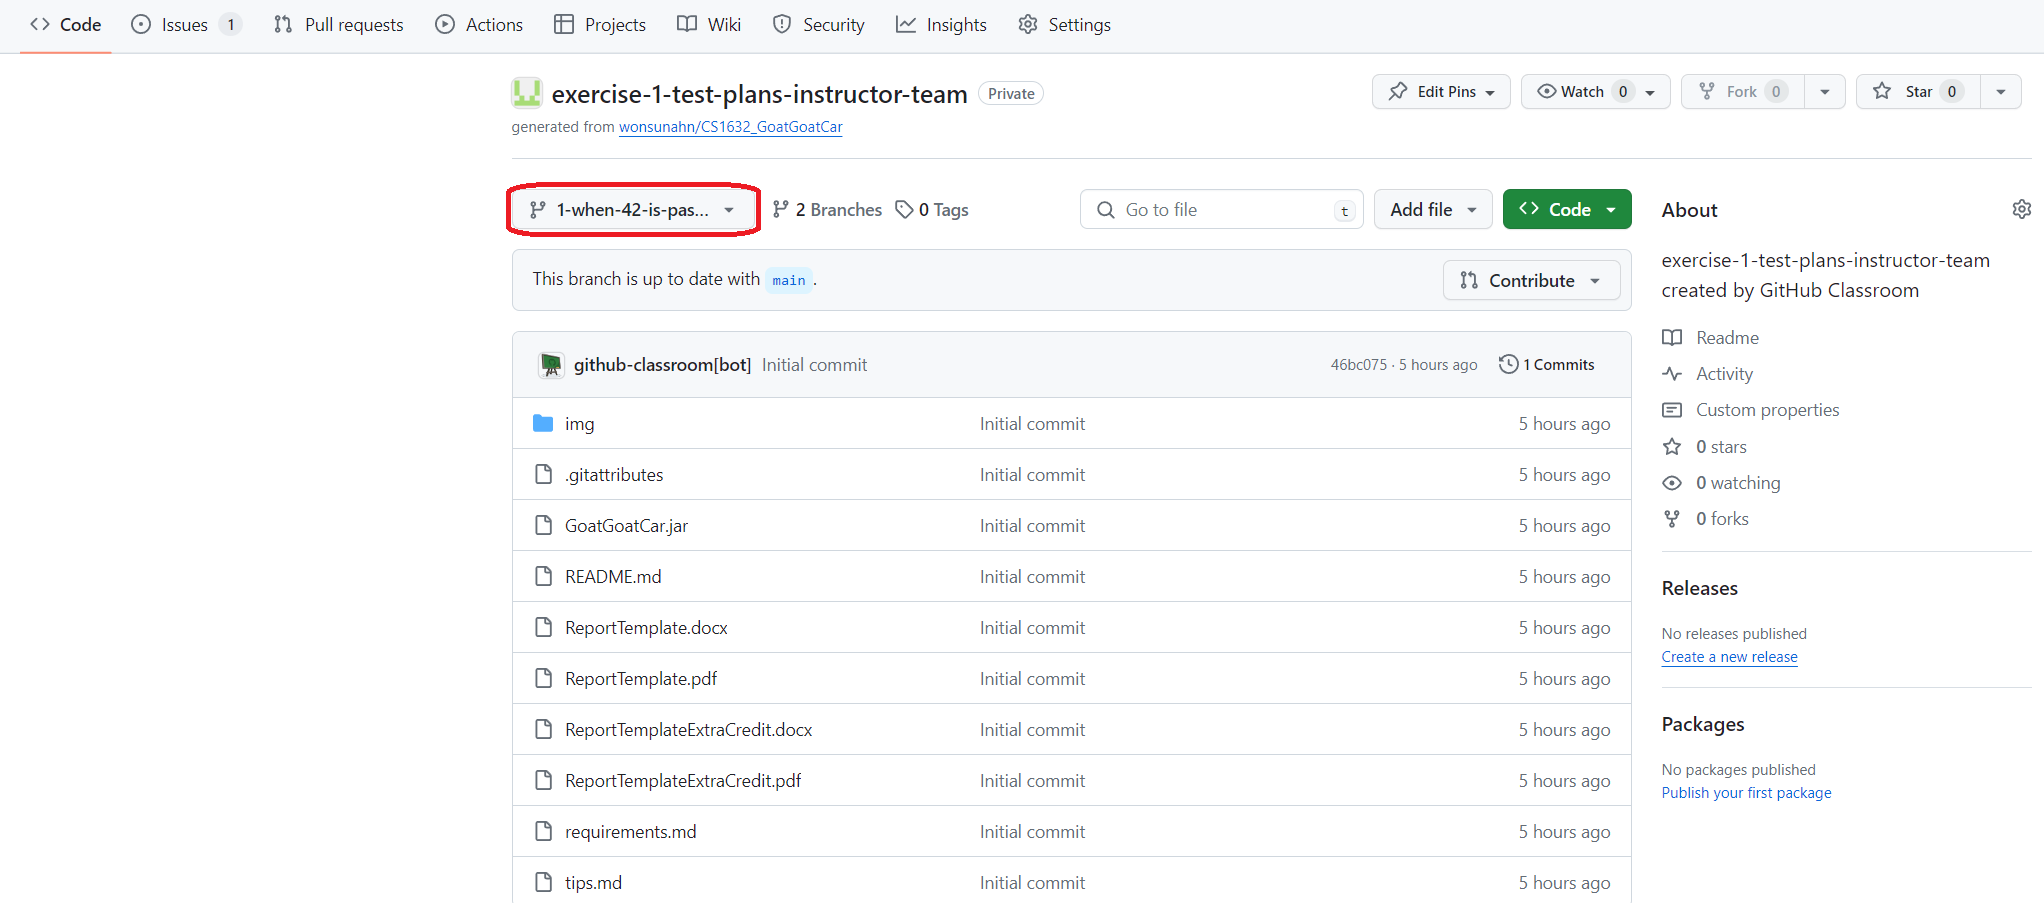 Code Issues 1 Pull requests Actions Projects Wiki Security Insights Settings
exercise-1-test-plans-instructor-team Private Edit Pins Watch 0 Fork 0 Star 0
generated from wonsunahn/CS1632_GoatGoatCar
1-when-42-is-pas... 2 Branches 0 Tags Go to file t Add file Code
This branch is up to date with main .
Contribute
github-classroom[bot] Initial commit 46bc075 · 5 hours ago 1 Commits
img Initial commit 5 hours ago
.gitattributes Initial commit 5 hours ago
GoatGoatCar.jar Initial commit 5 hours ago
README.md Initial commit 5 hours ago
ReportTemplate.docx Initial commit 5 hours ago
ReportTemplate.pdf Initial commit 5 hours ago
ReportTemplateExtraCredit.docx Initial commit 5 hours ago
ReportTemplateExtraCredit.pdf Initial commit 5 hours ago
requirements.md Initial commit 5 hours ago
tips.md Initial commit 5 hours ago
About
exercise-1-test-plans-instructor-team
created by GitHub Classroom
Readme
Activity
Custom properties
0 stars
0 watching
0 forks
Releases
No releases published
Create a new release
Packages
No packages published
Publish your first package